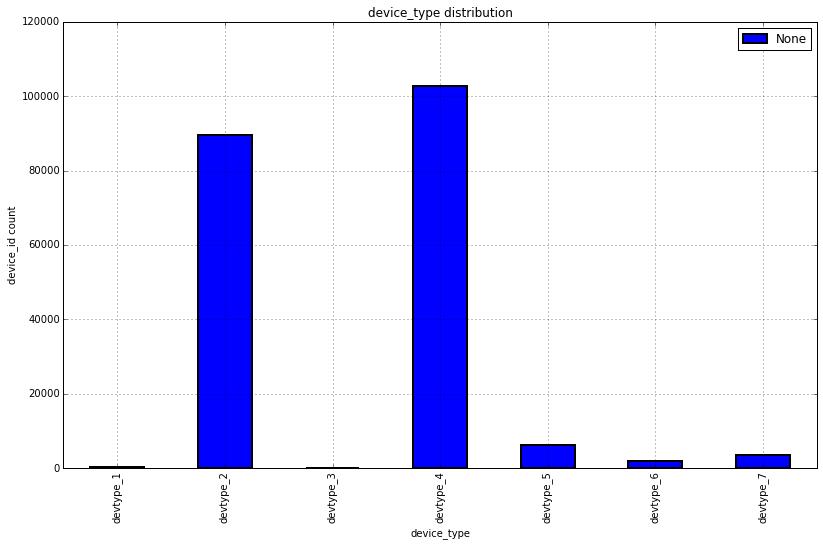 device_type distribution
None
120000
100000
80000
60000
40000
20000
0
device_id count
devtype_1
devtype_2
devtype_3
devtype_4
devtype_5
devtype_6
devtype_7
device_type